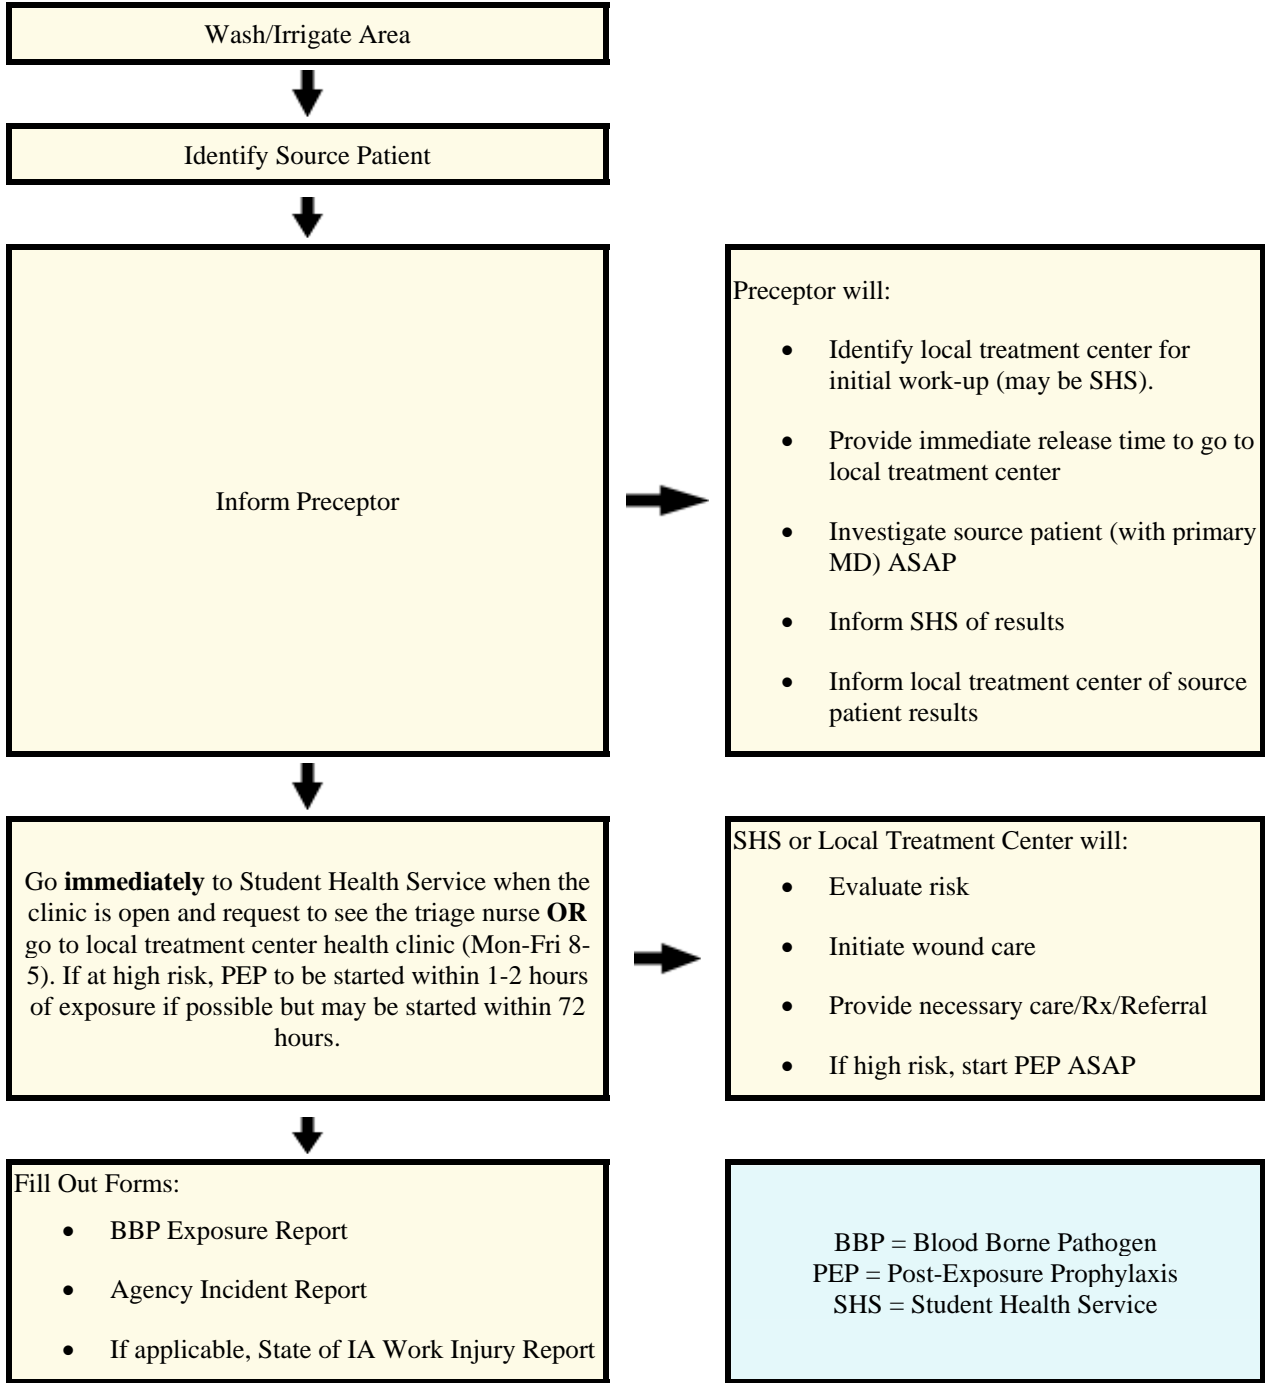 Wash/Irrigate Area
Identify Source Patient
Inform Preceptor
Preceptor will:
• Identify local treatment center for
initial work-up (may be SHS).
• Provide immediate release time to go to
local treatment center
• Investigate source patient (with primary
MD) ASAP
• Inform SHS of results
• Inform local treatment center of source
patient results
Go immediately to Student Health Service when the
clinic is open and request to see the triage nurse OR
go to local treatment center health clinic (Mon-Fri 8-
5). If at high risk, PEP to be started within 1-2 hours
of exposure if possible but may be started within 72
hours.
SHS or Local Treatment Center will:
• Evaluate risk
• Initiate wound care
• Provide necessary care/Rx/Referral
• If high risk, start PEP ASAP
Fill Out Forms:
• BBP Exposure Report
• Agency Incident Report
• If applicable, State of IA Work Injury Report
BBP = Blood Borne Pathogen
PEP = Post-Exposure Prophylaxis
SHS = Student Health Service